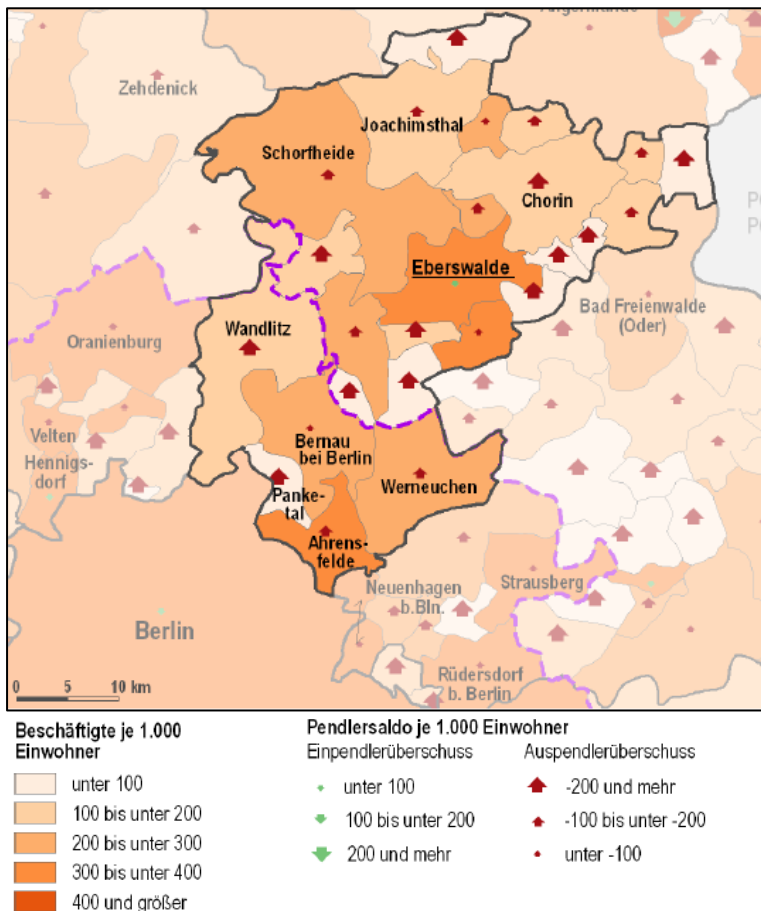 Angermünde
Zehdenick
Joachimsthal
Schorfheide
Chorin
Eberswalde
Bad Freienwalde
(Oder)
Wandlitz
Oranienburg
Velten
Hennigs-
dorf
Bernau
bei Berlin
Werneuchen
Panke-
tal
Ahrens-
felde
Neuenhagen
b.Bln.
Strausberg
Berlin
Rüdersdorf
b. Berlin
0 5 10 km
Beschäftigte je 1.000
Einwohner
unter 100
100 bis unter 200
200 bis unter 300
300 bis unter 400
400 und größer
Pendlersaldo je 1.000 Einwohner
Einpendlerüberschuss
unter 100
100 bis unter 200
200 und mehr
Auspendlerüberschuss
-200 und mehr
-100 bis unter -200
unter -100